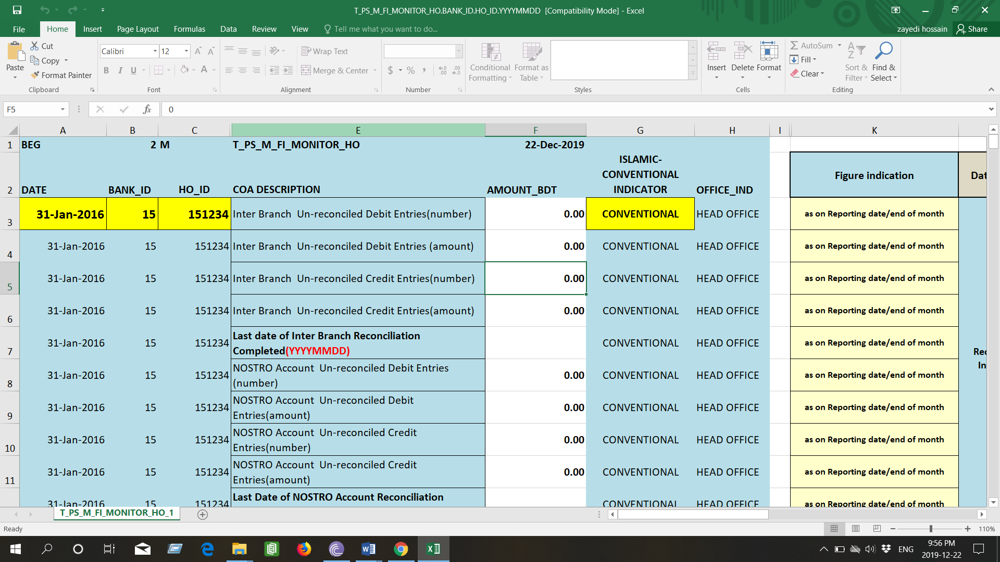 T_PS_M_FI_MONITOR_HO.BANK_ID.HO_ID.YYYYMMDD [Compatibility Mode] - Excel
File Home Insert Page Layout Formulas Data Review View Tell me what you want to do... zayedi hossain Share
Paste Cut Copy Format Painter Clipboard
Calibri 12 B I U A A A Font
Wrap Text Merge & Center Alignment
$ % , Number
Conditional Formatting Format as Table Styles
Insert Delete Format Cells
AutoSum Fill Clear Sort & Filter Find & Select Editing
F5 fx 0
A B C E F G H I K
1 BEG 2 M T_PS_M_FI_MONITOR_HO 22-Dec-2019
2 DATE BANK_ID HO_ID COA DESCRIPTION AMOUNT_BDT ISLAMIC-CONVENTIONAL INDICATOR OFFICE_IND Figure indication Dat
3 31-Jan-2016 15 151234 Inter Branch Un-reconciled Debit Entries(number) 0.00 CONVENTIONAL HEAD OFFICE as on Reporting date/end of month
4 31-Jan-2016 15 151234 Inter Branch Un-reconciled Debit Entries (amount) 0.00 CONVENTIONAL HEAD OFFICE as on Reporting date/end of month
5 31-Jan-2016 15 151234 Inter Branch Un-reconciled Credit Entries(number) 0.00 CONVENTIONAL HEAD OFFICE as on Reporting date/end of month
6 31-Jan-2016 15 151234 Inter Branch Un-reconciled Credit Entries(amount) 0.00 CONVENTIONAL HEAD OFFICE as on Reporting date/end of month
7 31-Jan-2016 15 151234 Last date of Inter Branch Reconciliation Completed(YYYYMMDD) CONVENTIONAL HEAD OFFICE as on Reporting date/end of month Rec In
8 31-Jan-2016 15 151234 NOSTRO Account Un-reconciled Debit Entries (number) 0.00 CONVENTIONAL HEAD OFFICE as on Reporting date/end of month
9 31-Jan-2016 15 151234 NOSTRO Account Un-reconciled Debit Entries(amount) 0.00 CONVENTIONAL HEAD OFFICE as on Reporting date/end of month
10 31-Jan-2016 15 151234 NOSTRO Account Un-reconciled Credit Entries(number) 0.00 CONVENTIONAL HEAD OFFICE as on Reporting date/end of month
11 31-Jan-2016 15 151234 NOSTRO Account Un-reconciled Credit Entries(amount) 0.00 CONVENTIONAL HEAD OFFICE as on Reporting date/end of month
31-Jan-2016 15 151234 Last Date of NOSTRO Account Reconciliation CONVENTIONAL HEAD OFFICE as on Reporting date/end of month
T_PS_M_FI_MONITOR_HO_1
Ready 110%
ENG 9:56 PM
2019-12-22